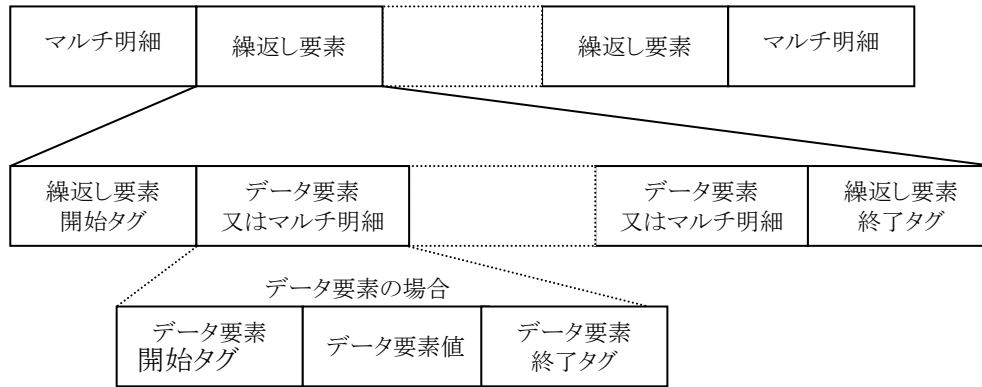 マルチ明細
繰返し要素
繰返し要素
マルチ明細
繰返し要素
開始タグ
データ要素
又はマルチ明細
データ要素
又はマルチ明細
繰返し要素
終了タグ
データ要素の場合
データ要素
開始タグ
データ要素値
データ要素
終了タグ